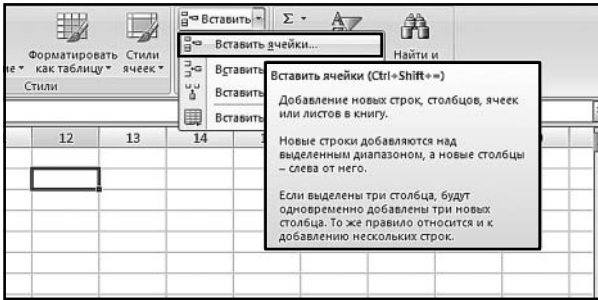 Вставить Σ
Форматировать Стили
как таблицу ячеек
Стили
Найти и
Вставить ячейки...
Вставить ячейки (Ctrl+Shift+=)
Добавление новых строк, столбцов, ячеек
или листов в книгу.
Новые строки добавляются над
выделенным диапазоном, а новые столбцы
– слева от него.
Если выделены три столбца, будут
одновременно добавлены три новых
столбца. То же правило относится и к
добавлению нескольких строк.
Вставить
Вставить
Вставить
12 13 14